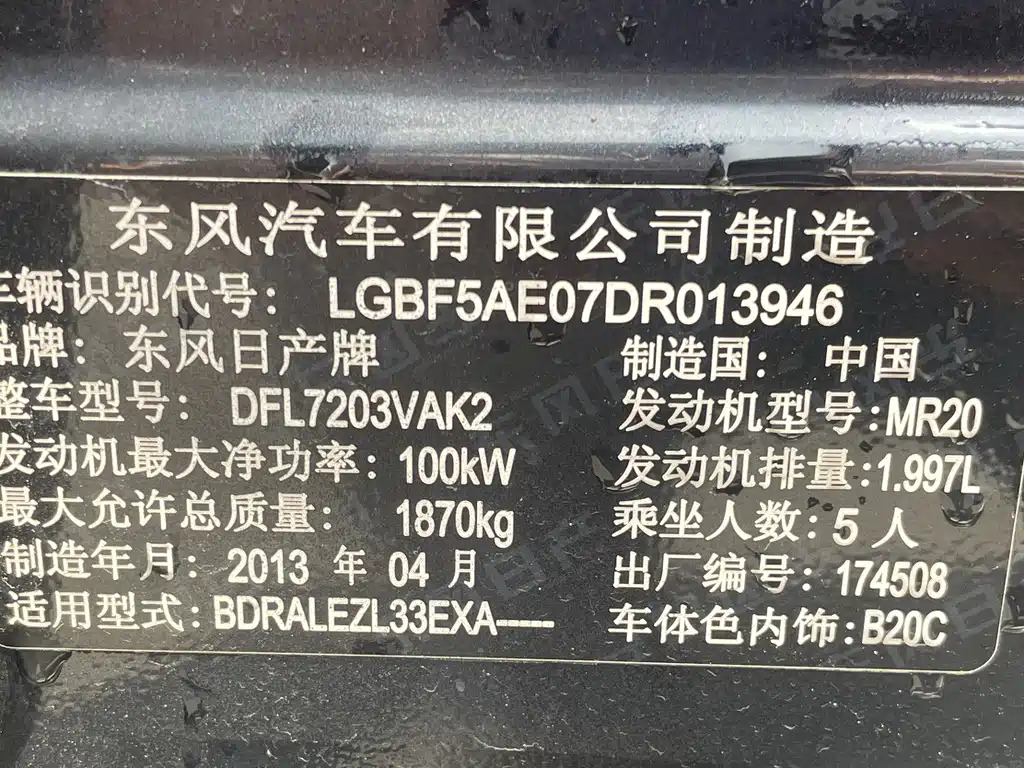 东风汽车有限公司制造
车辆识别代号: LGBF5AE07DR013946
品牌: 东风日产牌 制造国: 中国
整车型号: DFL7203VAK2 发动机型号:MR20
发动机最大净功率: 100kW 发动机排量:1.997L
最大允许总质量: 1870kg 乘坐人数: 5 人
制造年月: 2013 年 04 月 出厂编号: 174508
适用型式: BDRALEZL33EXA----- 车体色内饰: B20C